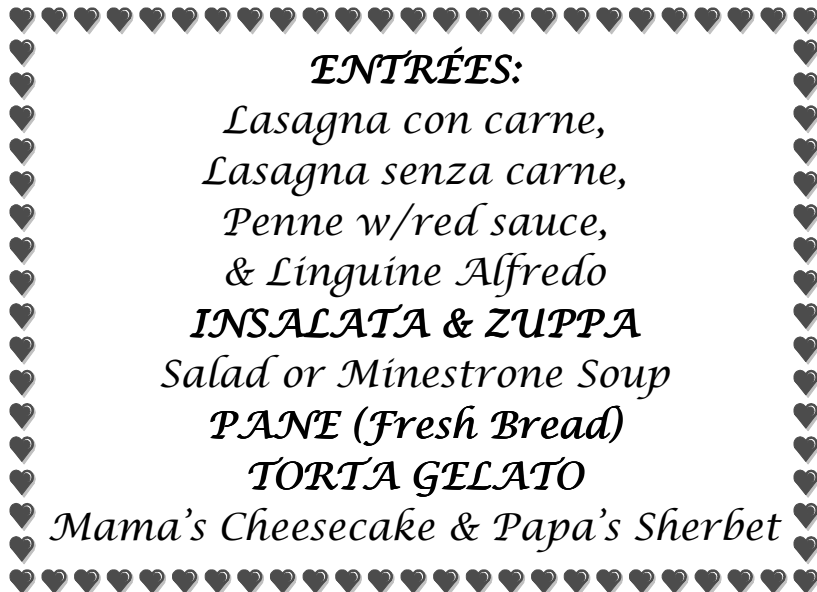 ENTRÉES:
Lasagna con carne,
Lasagna senza carne,
Penne w/red sauce,
& Linguine Alfredo
INSALATA & ZUPPA
Salad or Minestrone Soup
PANE (Fresh Bread)
TORTA GELATO
Mama’s Cheesecake & Papa’s Sherbet